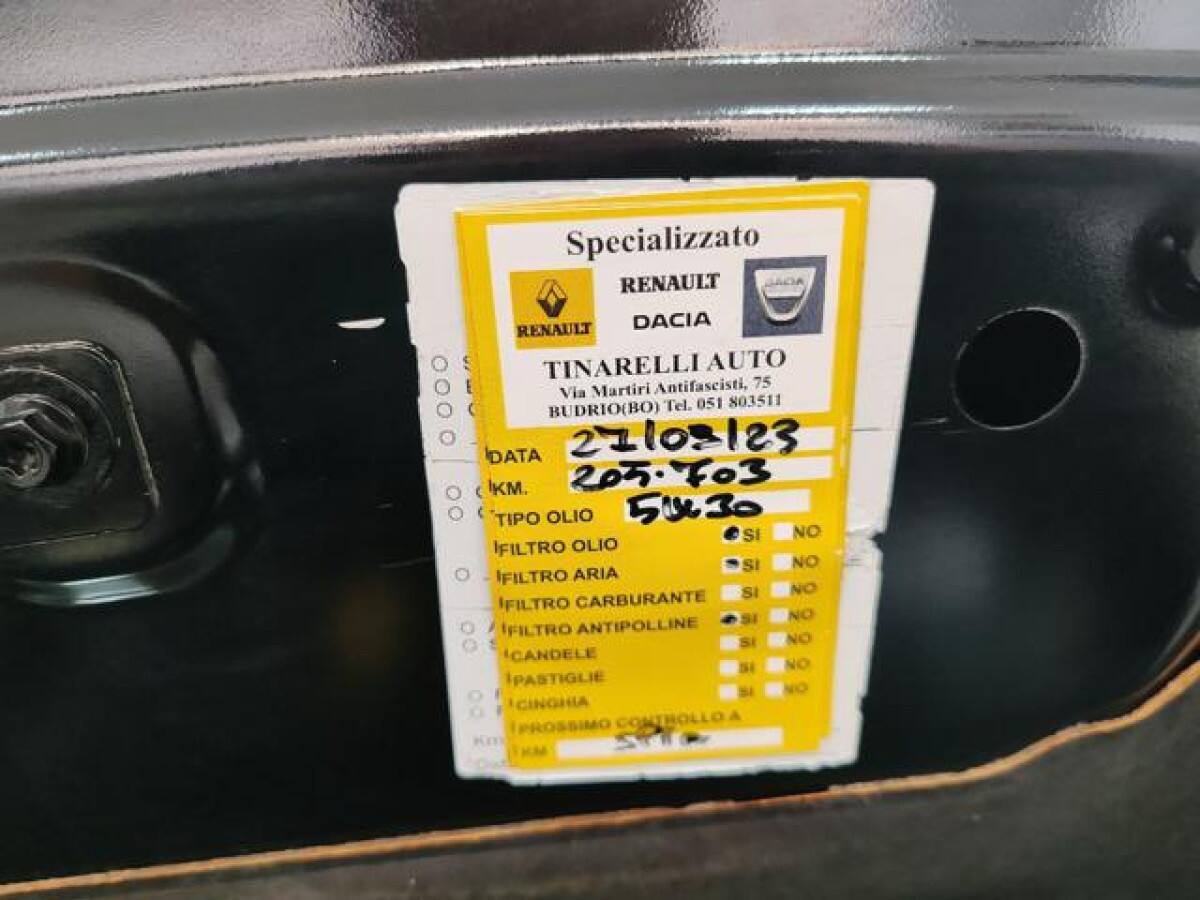 Specializzato
RENAULT
RENAULT
DACIA
DACIA
TINARELLI AUTO
Via Martiri Antifascisti, 75
BUDRIO(BO) Tel. 051 803511
DATA 27/03/23
KM. 205.703
TIPO OLIO 5W30
FILTRO OLIO SI NO
FILTRO ARIA SI NO
FILTRO CARBURANTE SI NO
FILTRO ANTIPOLLINE SI NO
CANDELE SI NO
PASTIGLIE SI NO
CINGHIA SI NO
PROSSIMO CONTROLLO A
KM